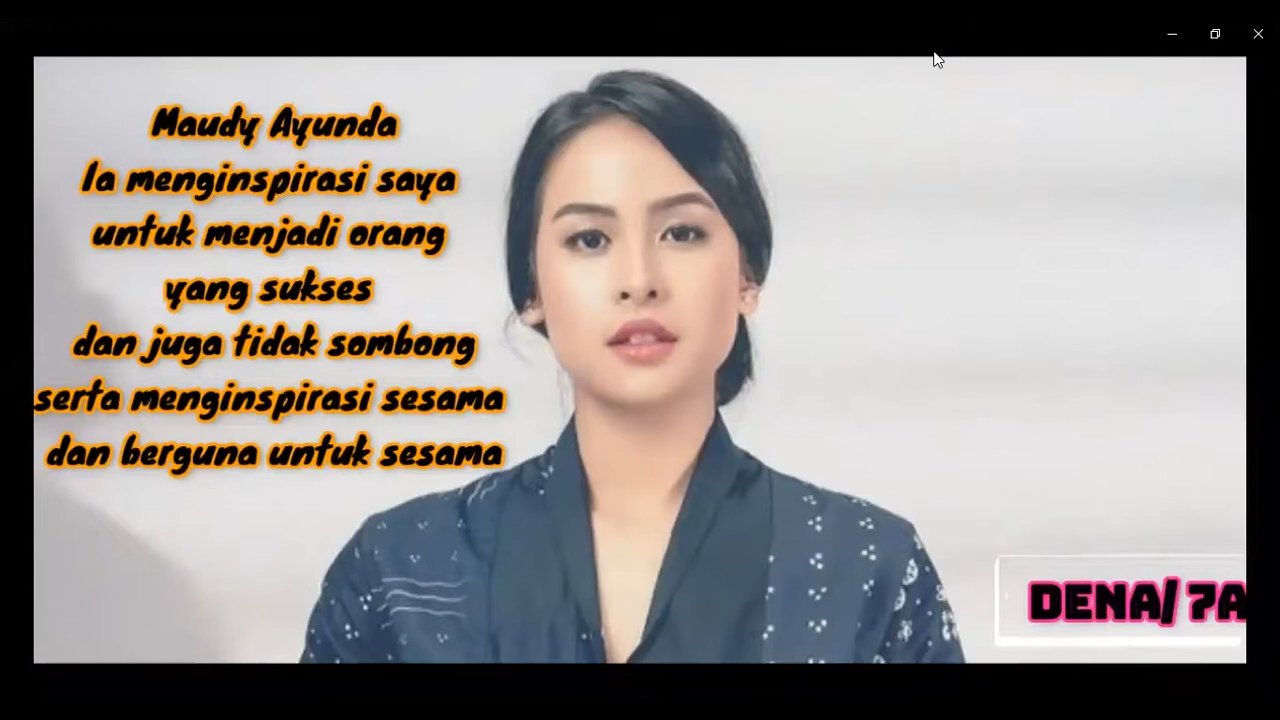 Maudy Ayunda
Ia menginspirasi saya
untuk menjadi orang
yang sukses
dan juga tidak sombong
serta menginspirasi sesama
dan berguna untuk sesama
DENA/ 7A